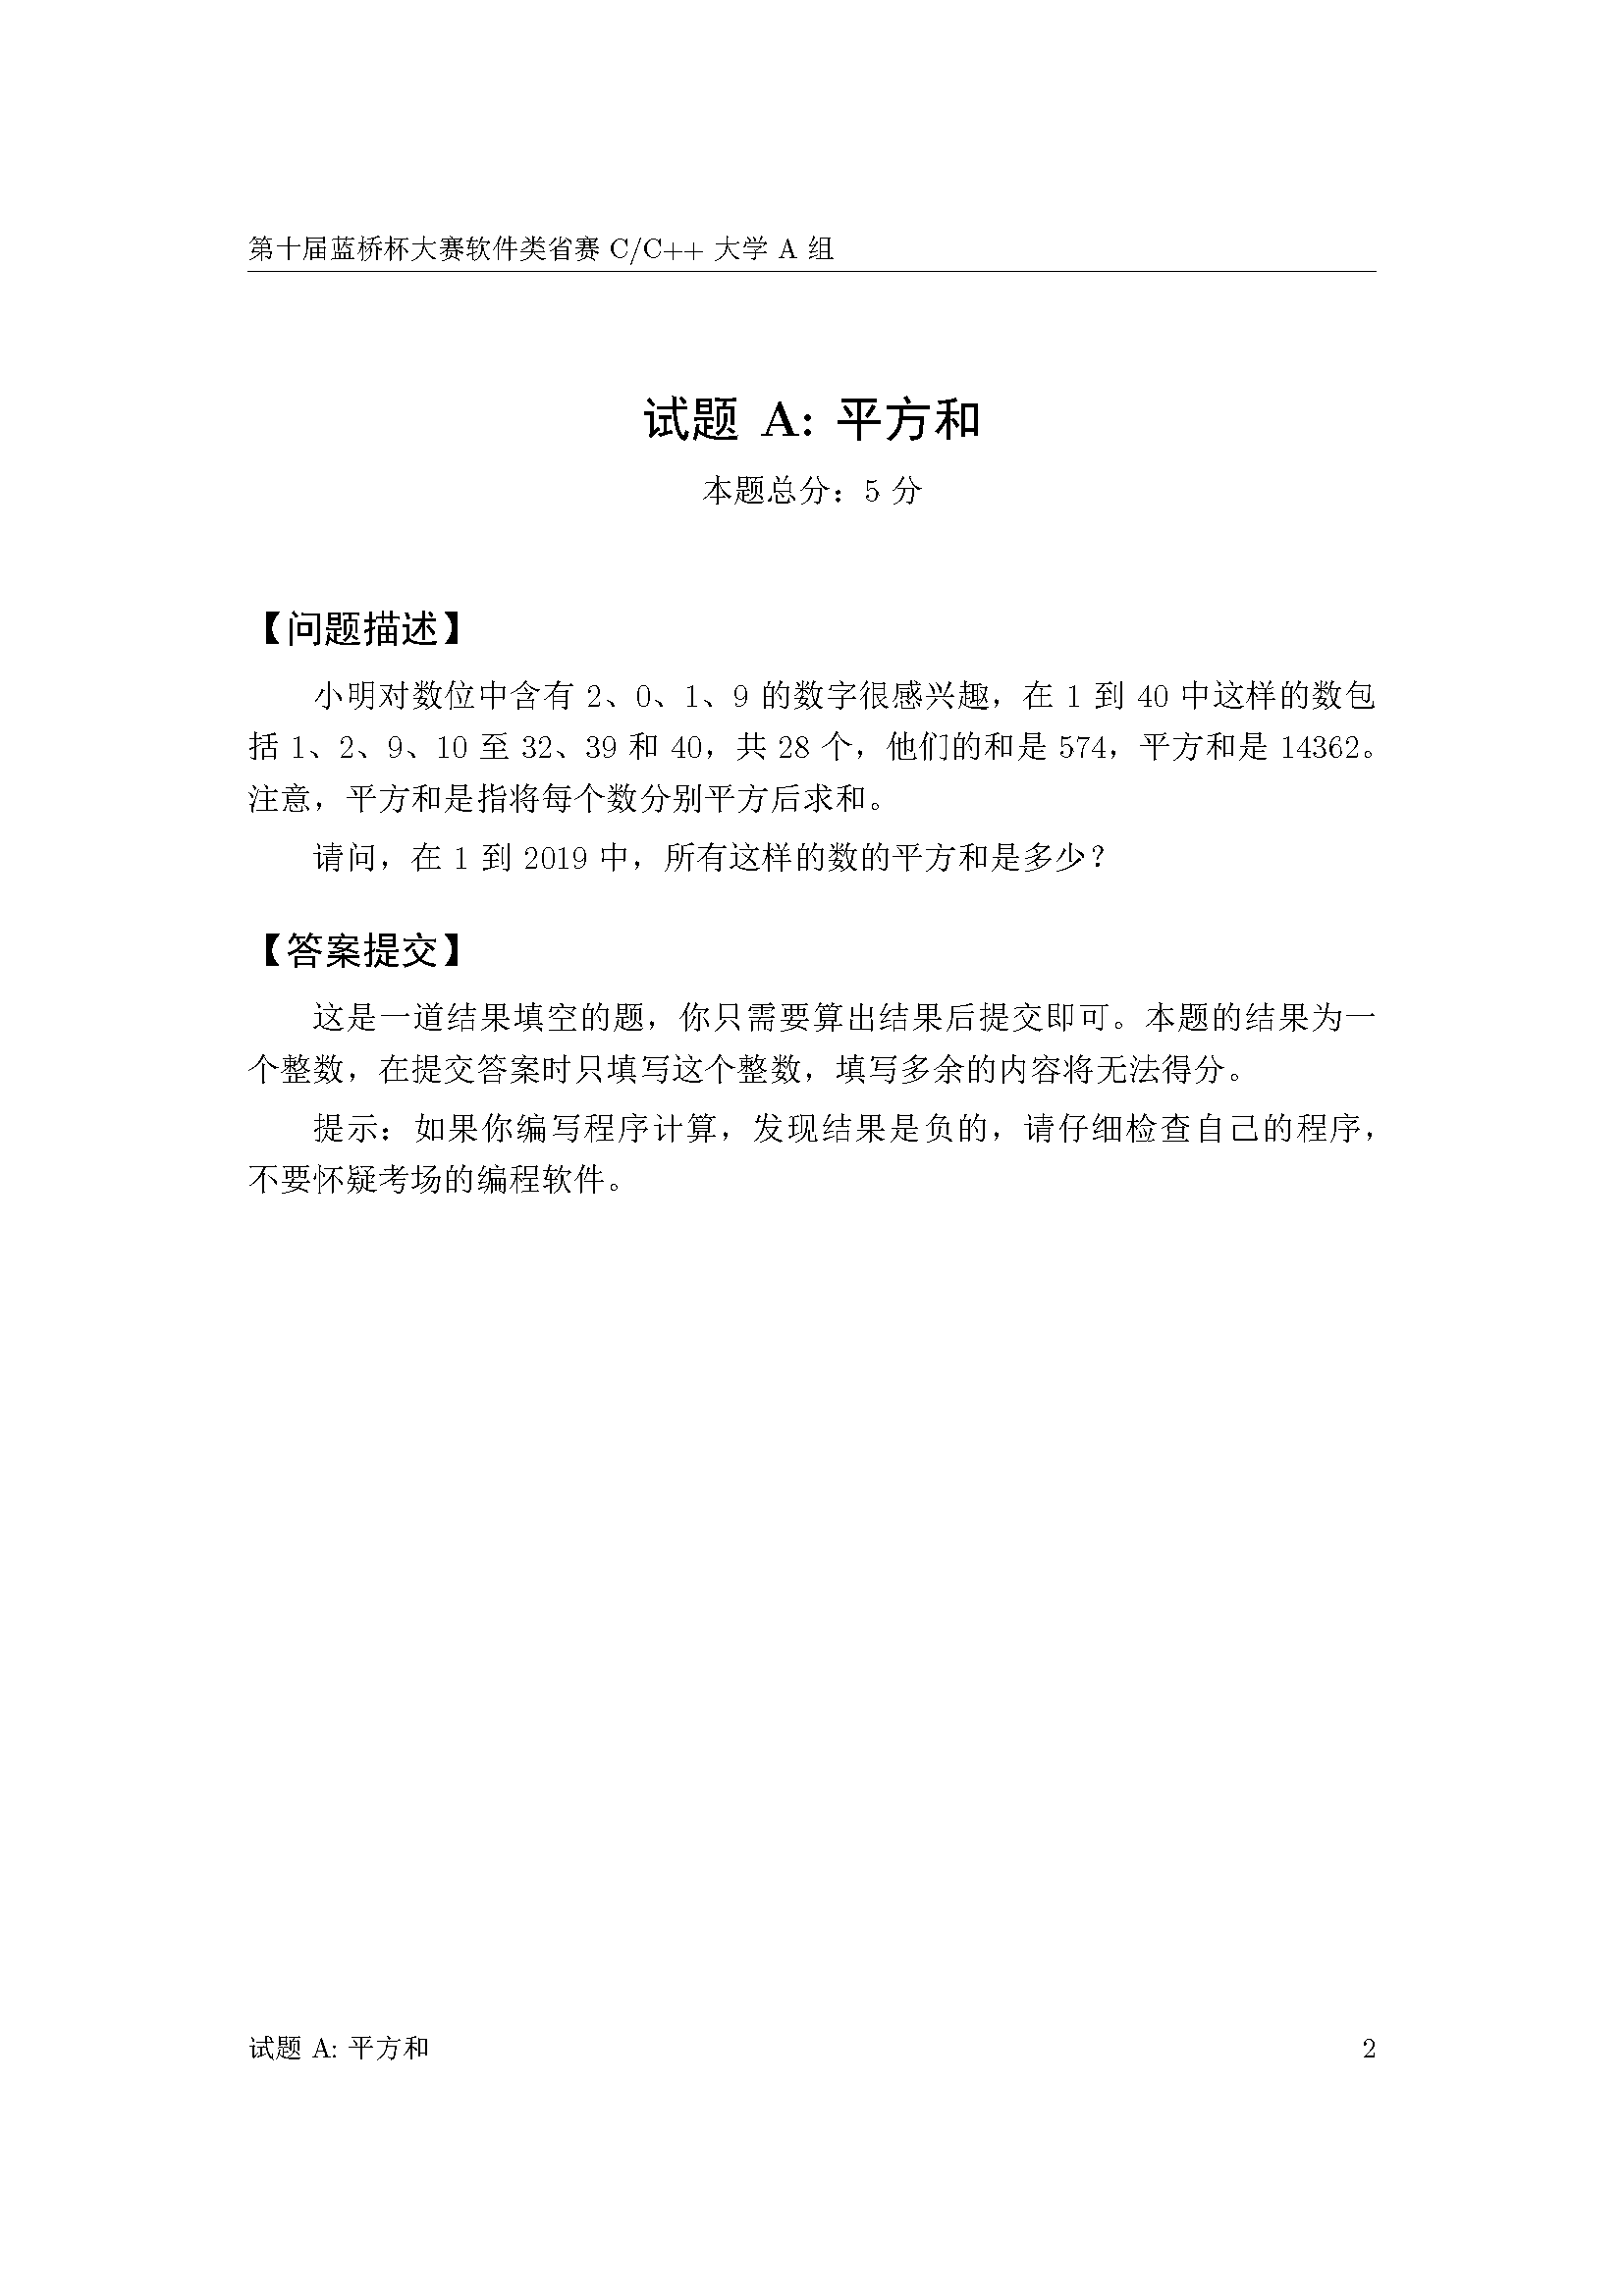 第十届蓝桥杯大赛软件类省赛 C/C++ 大学 A 组
试题 A: 平方和
本题总分：5 分
【问题描述】
小明对数位中含有 2、0、1、9 的数字很感兴趣，在 1 到 40 中这样的数包
括 1、2、9、10 至 32、39 和 40，共 28 个，他们的和是 574，平方和是 14362。
注意，平方和是指将每个数分别平方后求和。
请问，在 1 到 2019 中，所有这样的数的平方和是多少？
【答案提交】
这是一道结果填空的题，你只需要算出结果后提交即可。本题的结果为一
个整数，在提交答案时只填写这个整数，填写多余的内容将无法得分。
提示：如果你编写程序计算，发现结果是负的，请仔细检查自己的程序，
不要怀疑考场的编程软件。
试题 A: 平方和 2